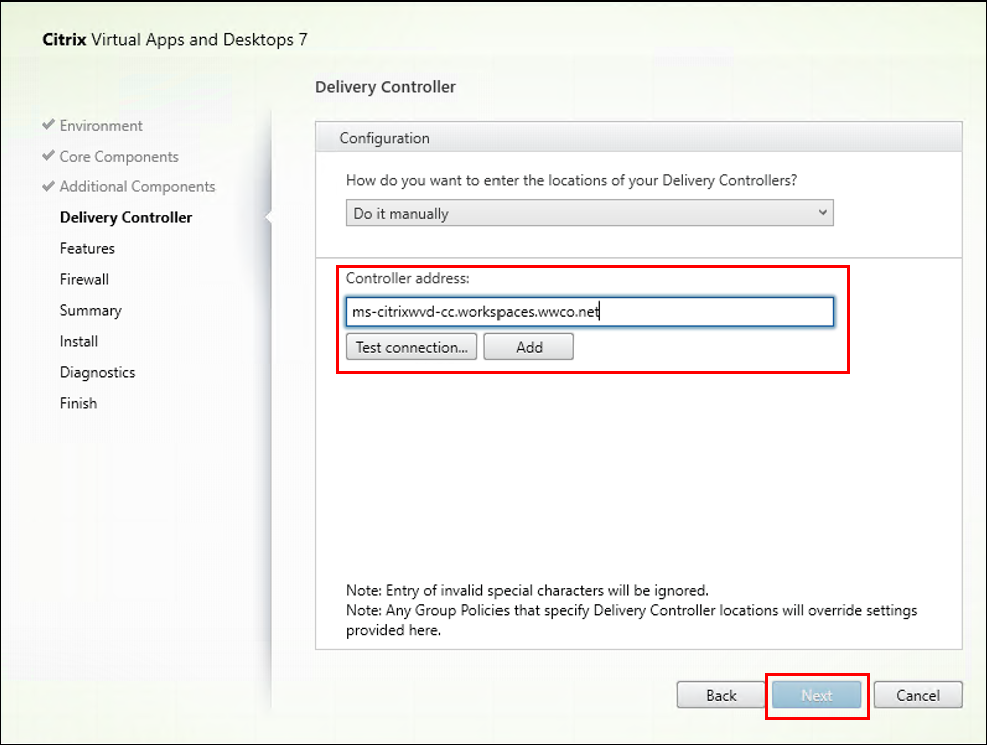 Citrix Virtual Apps and Desktops 7
Delivery Controller
Environment
Core Components
Additional Components
Delivery Controller
Features
Firewall
Summary
Install
Diagnostics
Finish
Configuration
How do you want to enter the locations of your Delivery Controllers?
Do it manually
Controller address:
ms-citrixwvd-cc.workspaces.wwco.net
Test connection... Add
Note: Entry of invalid special characters will be ignored.
Note: Any Group Policies that specify Delivery Controller locations will override settings
provided here.
Back Next Cancel